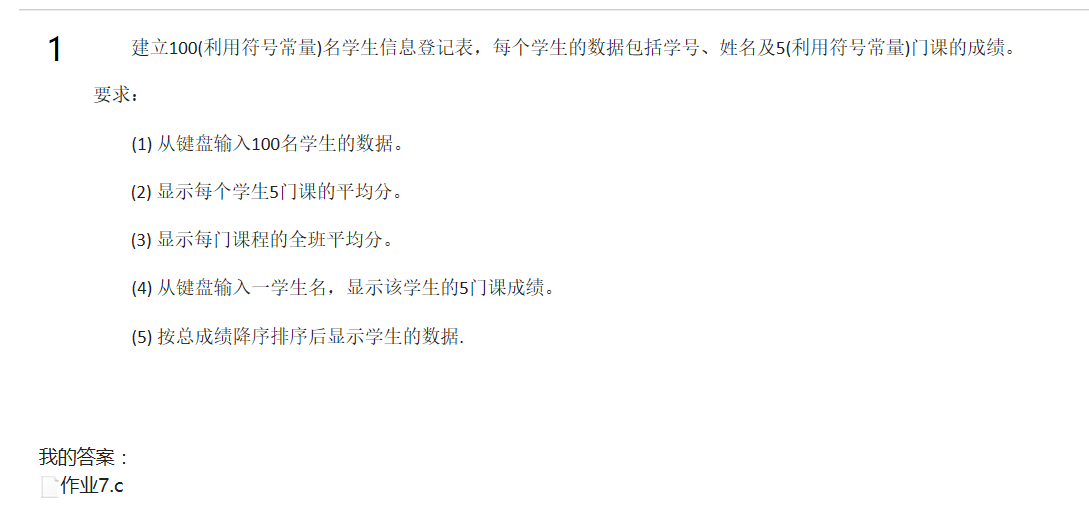 1 建立100(利用符号常量)名学生信息登记表，每个学生的数据包括学号、姓名及5(利用符号常量)门课的成绩。
要求：
(1) 从键盘输入100名学生的数据。
(2) 显示每个学生5门课的平均分。
(3) 显示每门课程的全班平均分。
(4) 从键盘输入一学生名，显示该学生的5门课成绩。
(5) 按总成绩降序排序后显示学生的数据.
我的答案：
作业7.c